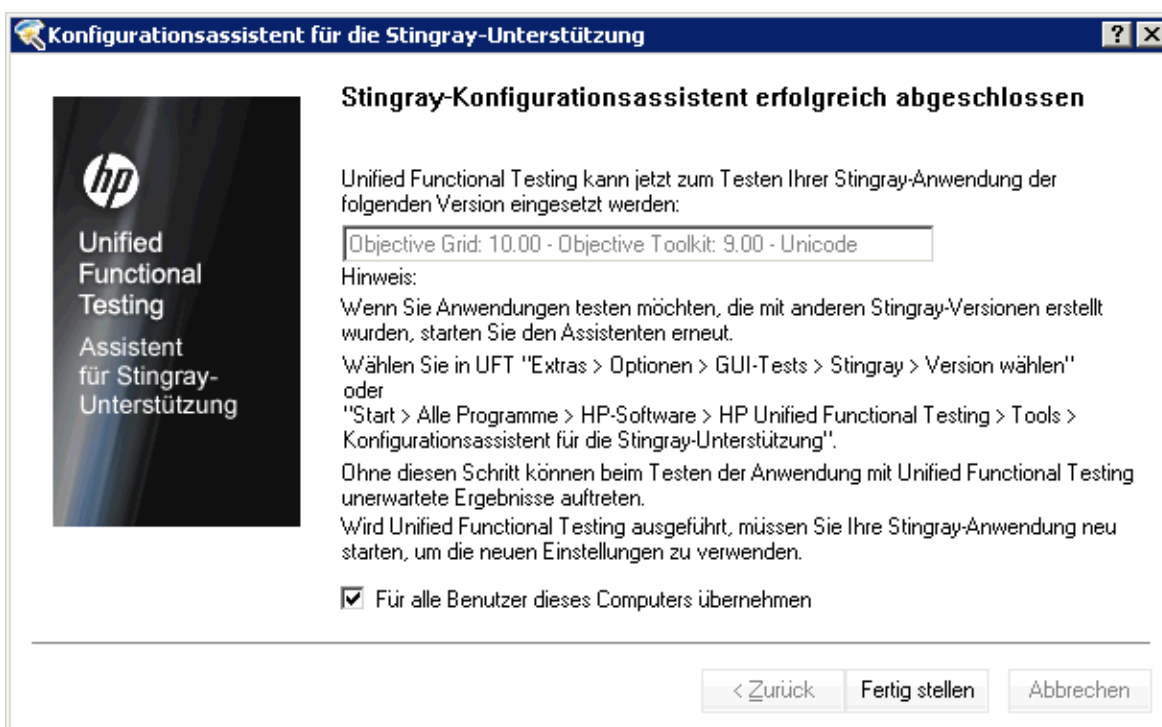 Konfigurationsassistent für die Stingray-Unterstützung
?
Stingray-Konfigurationsassistent erfolgreich abgeschlossen
hp
Unified
Functional
Testing
Assistent
für Stingray-
Unterstützung
Unified Functional Testing kann jetzt zum Testen Ihrer Stingray-Anwendung der
folgenden Version eingesetzt werden:
Objective Grid: 10.00 - Objective Toolkit: 9.00 - Unicode
Hinweis:
Wenn Sie Anwendungen testen möchten, die mit anderen Stingray-Versionen erstellt
wurden, starten Sie den Assistenten erneut.
Wählen Sie in UFT "Extras > Optionen > GUI-Tests > Stingray > Version wählen"
oder
"Start > Alle Programme > HP-Software > HP Unified Functional Testing > Tools >
Konfigurationsassistent für die Stingray-Unterstützung".
Ohne diesen Schritt können beim Testen der Anwendung mit Unified Functional Testing
unerwartete Ergebnisse auftreten.
Wird Unified Functional Testing ausgeführt, müssen Sie Ihre Stingray-Anwendung neu
starten, um die neuen Einstellungen zu verwenden.
Für alle Benutzer dieses Computers übernehmen
< Zurück
Fertig stellen
Abbrechen